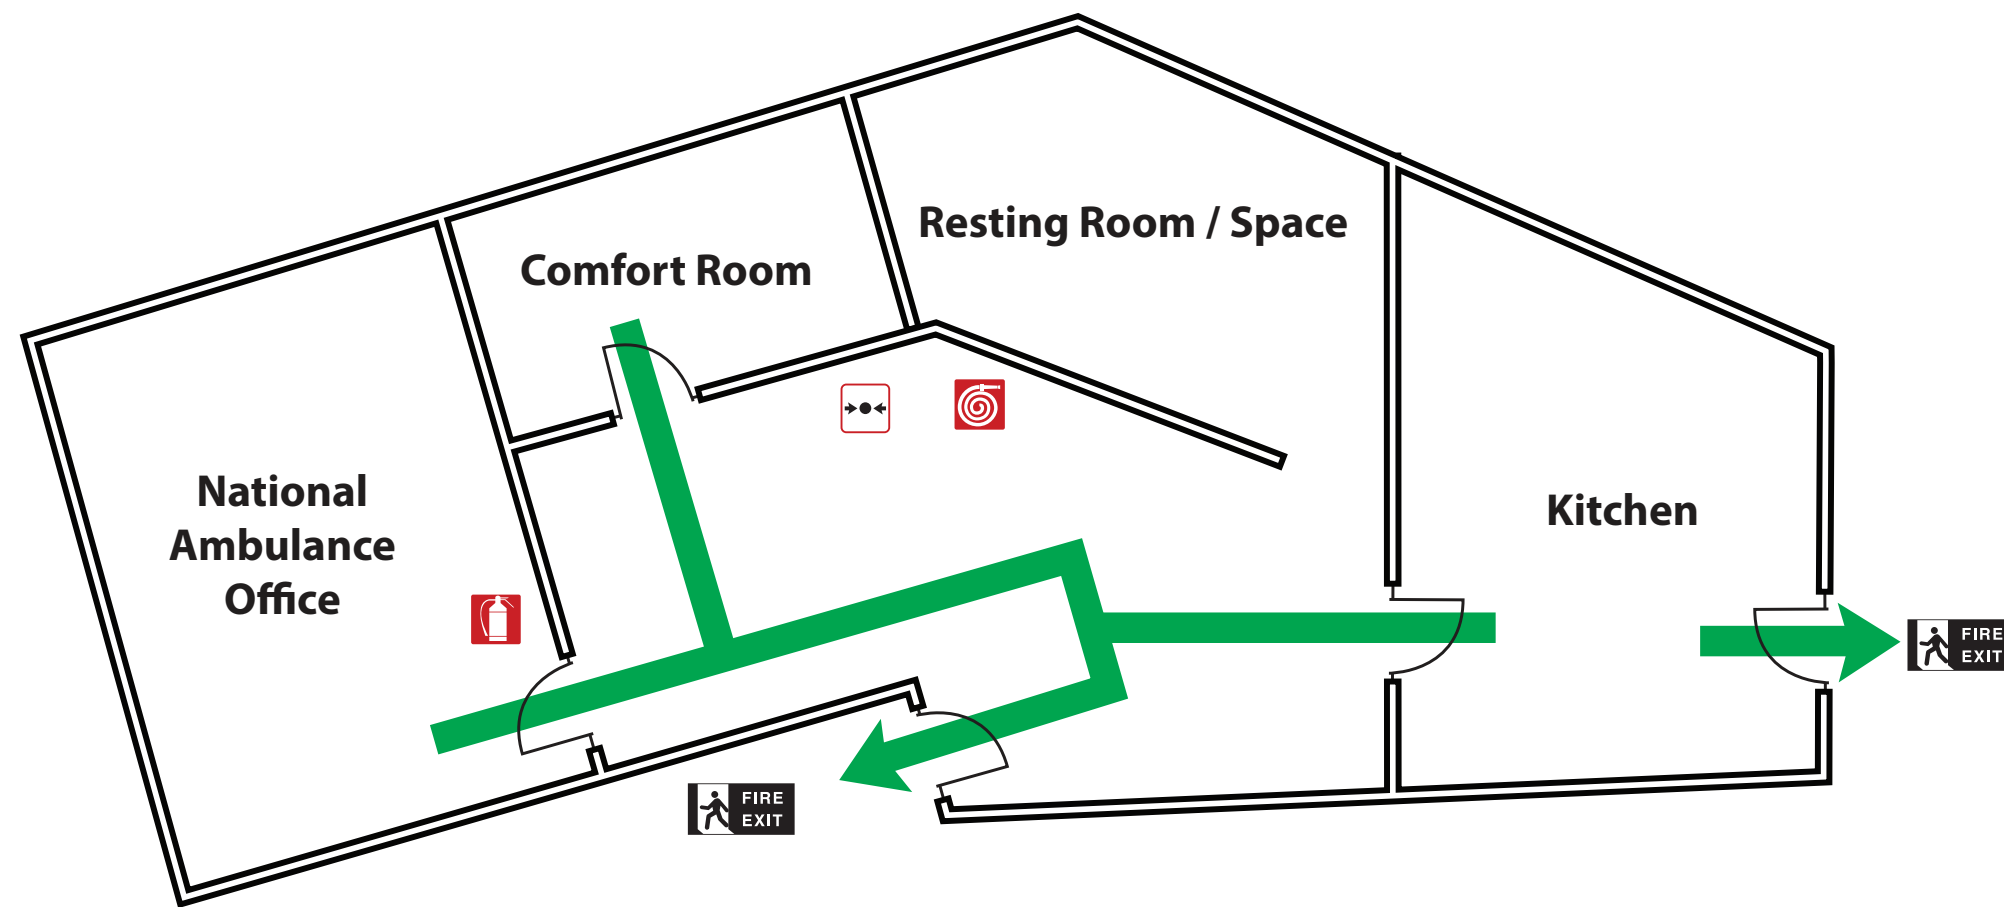 Resting Room / Space
Comfort Room
National
Ambulance
Office
Kitchen
FIRE
EXIT
FIRE
EXIT